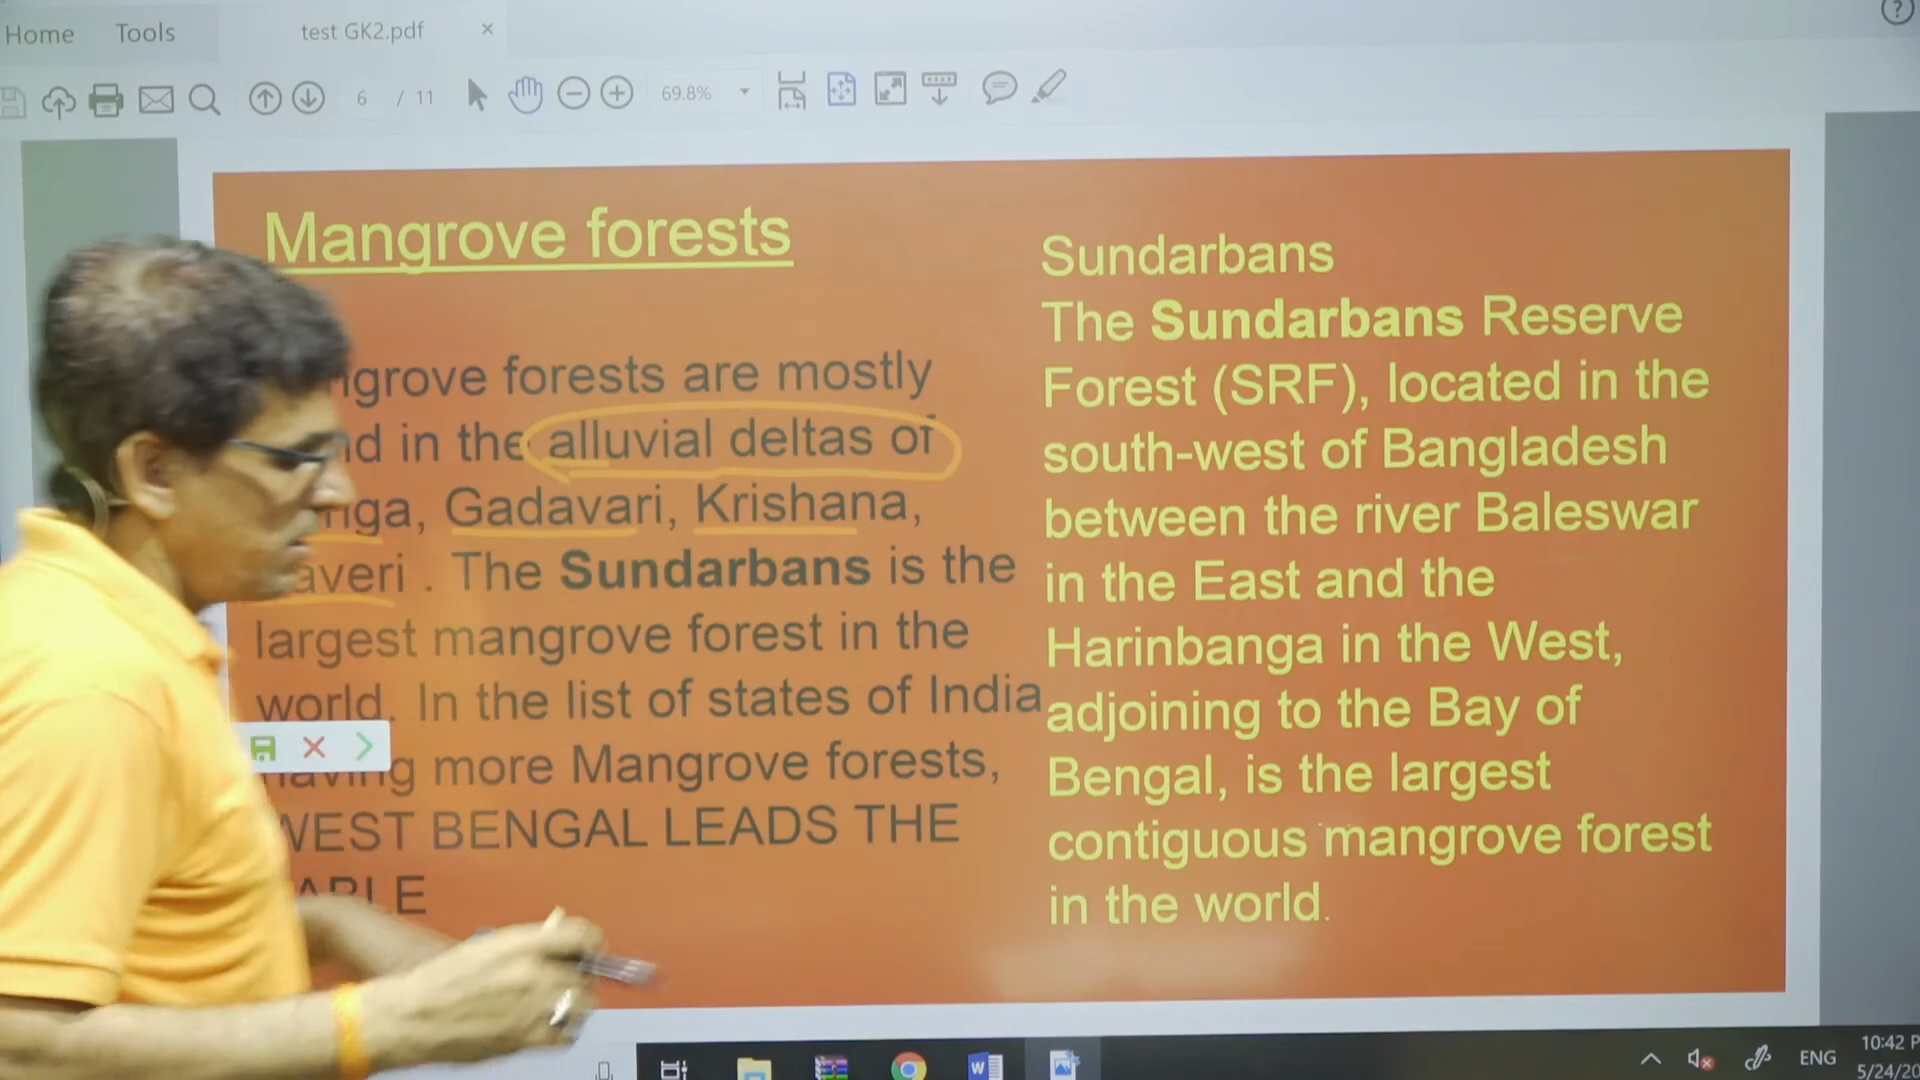 Home Tools test GK2.pdf
6 / 11 69.8%
Mangrove forests
forests are mostly
in the alluvial deltas of
Gadavari, Krishana,
. The Sundarbans is the
largest mangrove forest in the
world. In the list of states of India
having more Mangrove forests,
WEST BENGAL LEADS THE
Sundarbans
The Sundarbans Reserve
Forest (SRF), located in the
south-west of Bangladesh
between the river Baleswar
in the East and the
Harinbanga in the West,
adjoining to the Bay of
Bengal, is the largest
contiguous mangrove forest
in the world.
ENG
10:42 P
5/24/20